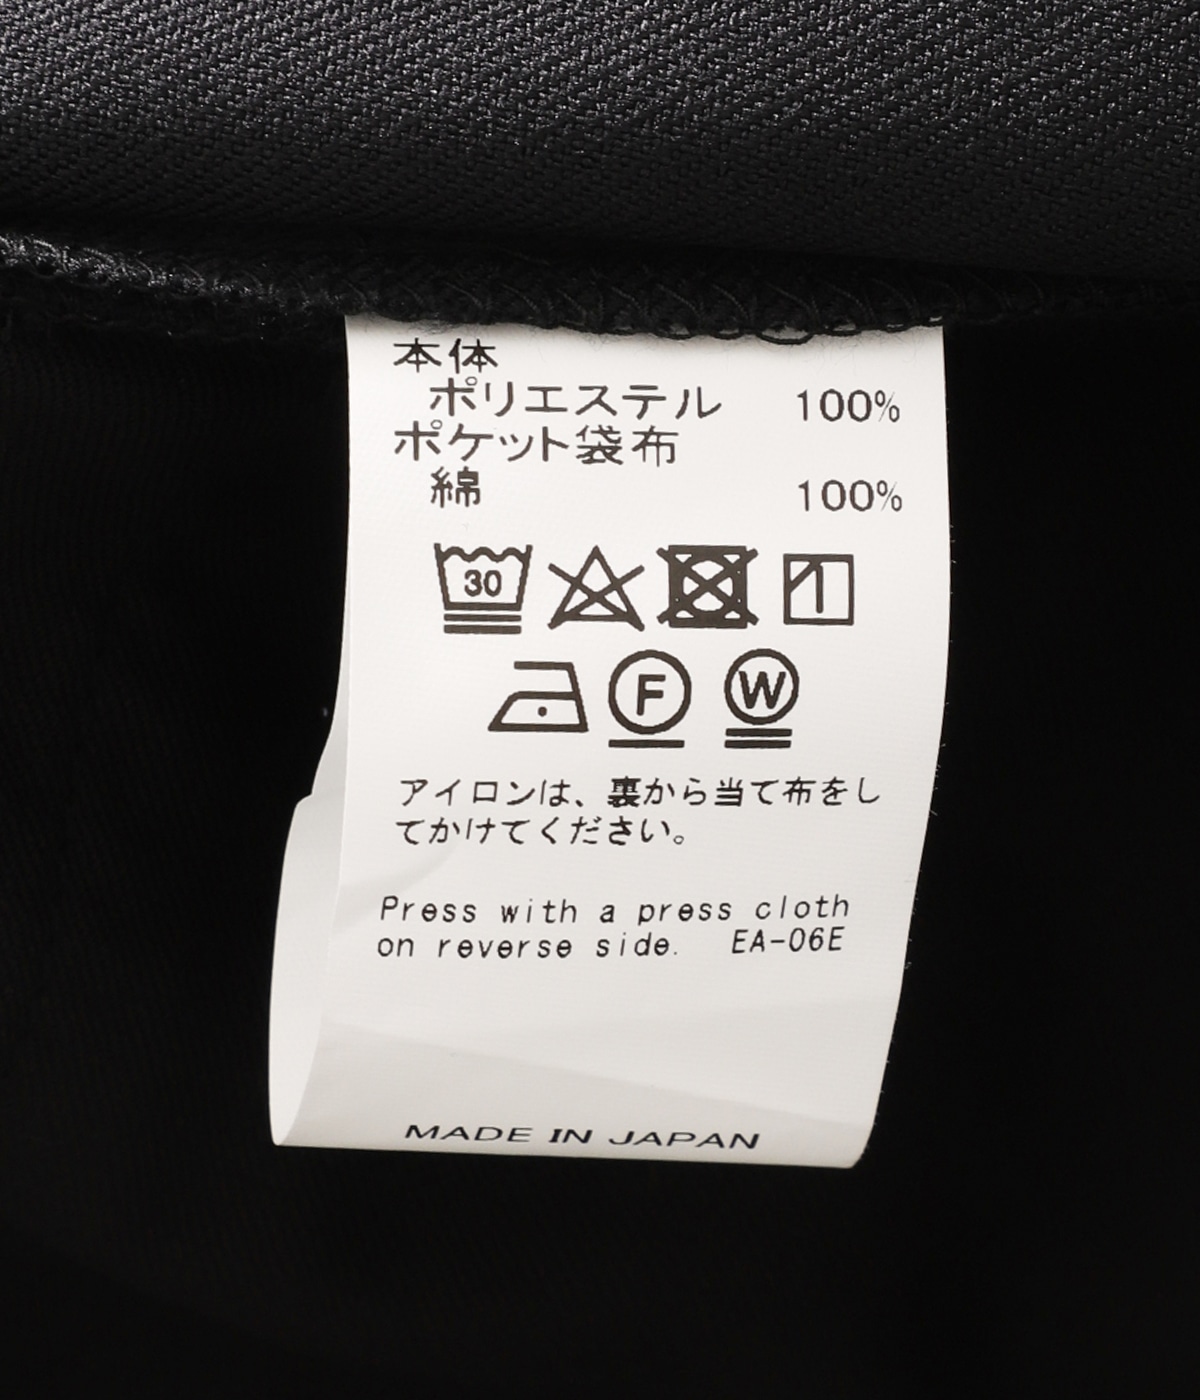 本体
ポリエステル 100%
ポケット袋布
綿 100%
30
F W
アイロンは、裏から当て布をし
てかけてください。
Press with a press cloth
on reverse side. EA-06E
MADE IN JAPAN